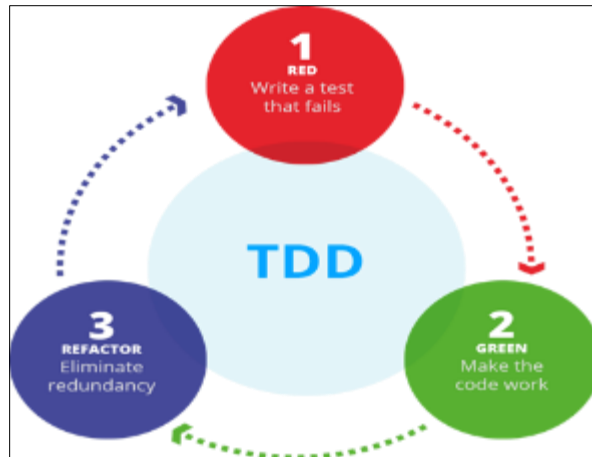 1
RED
Write a test
that fails
TDD
3
REFACTOR
Eliminate
redundancy
2
GREEN
Make the
code work